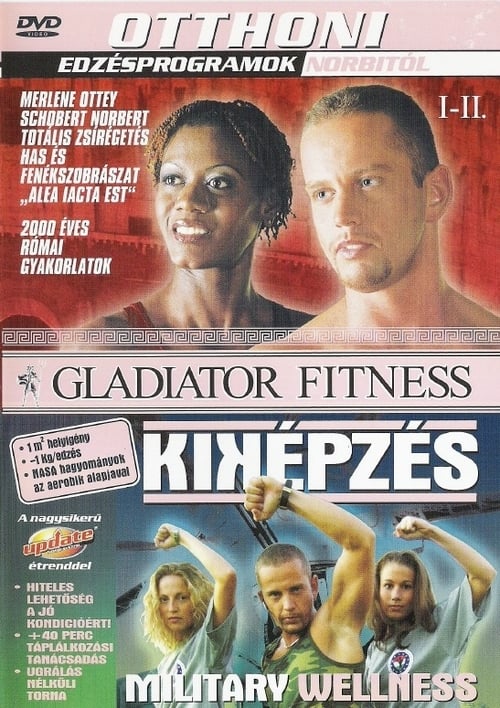 DVD
VIDEO
OTTHONI
EDZÉSPROGRAMOK NORBITÓL
MERLENE OTTEY
SCHOBERT NORBERT
TOTÁLIS ZSÍRÉGETÉS
HAS ÉS
FENÉKSZOBRÁSZAT
„ALEA IACTA EST"
2000 ÉVES
RÓMAI
GYAKORLATOK
I-II.
GLADIATOR FITNESS
• 1 m² helyigény
• -1 Kg/edzés
• NASA hagyományok
az aerobik alapjaval
KIKÉPZÉS
A nagysikerű
update
étrenddel
• HITELES
LEHETŐSÉG
A JÓ
KONDICIÓÉRT!
• +40 PERC
TÁPLÁLKOZÁSI
TANÁCSADÁS
• UGRÁLÁS
NÉLKÜLI
TORNA
MILITARY WELLNESS